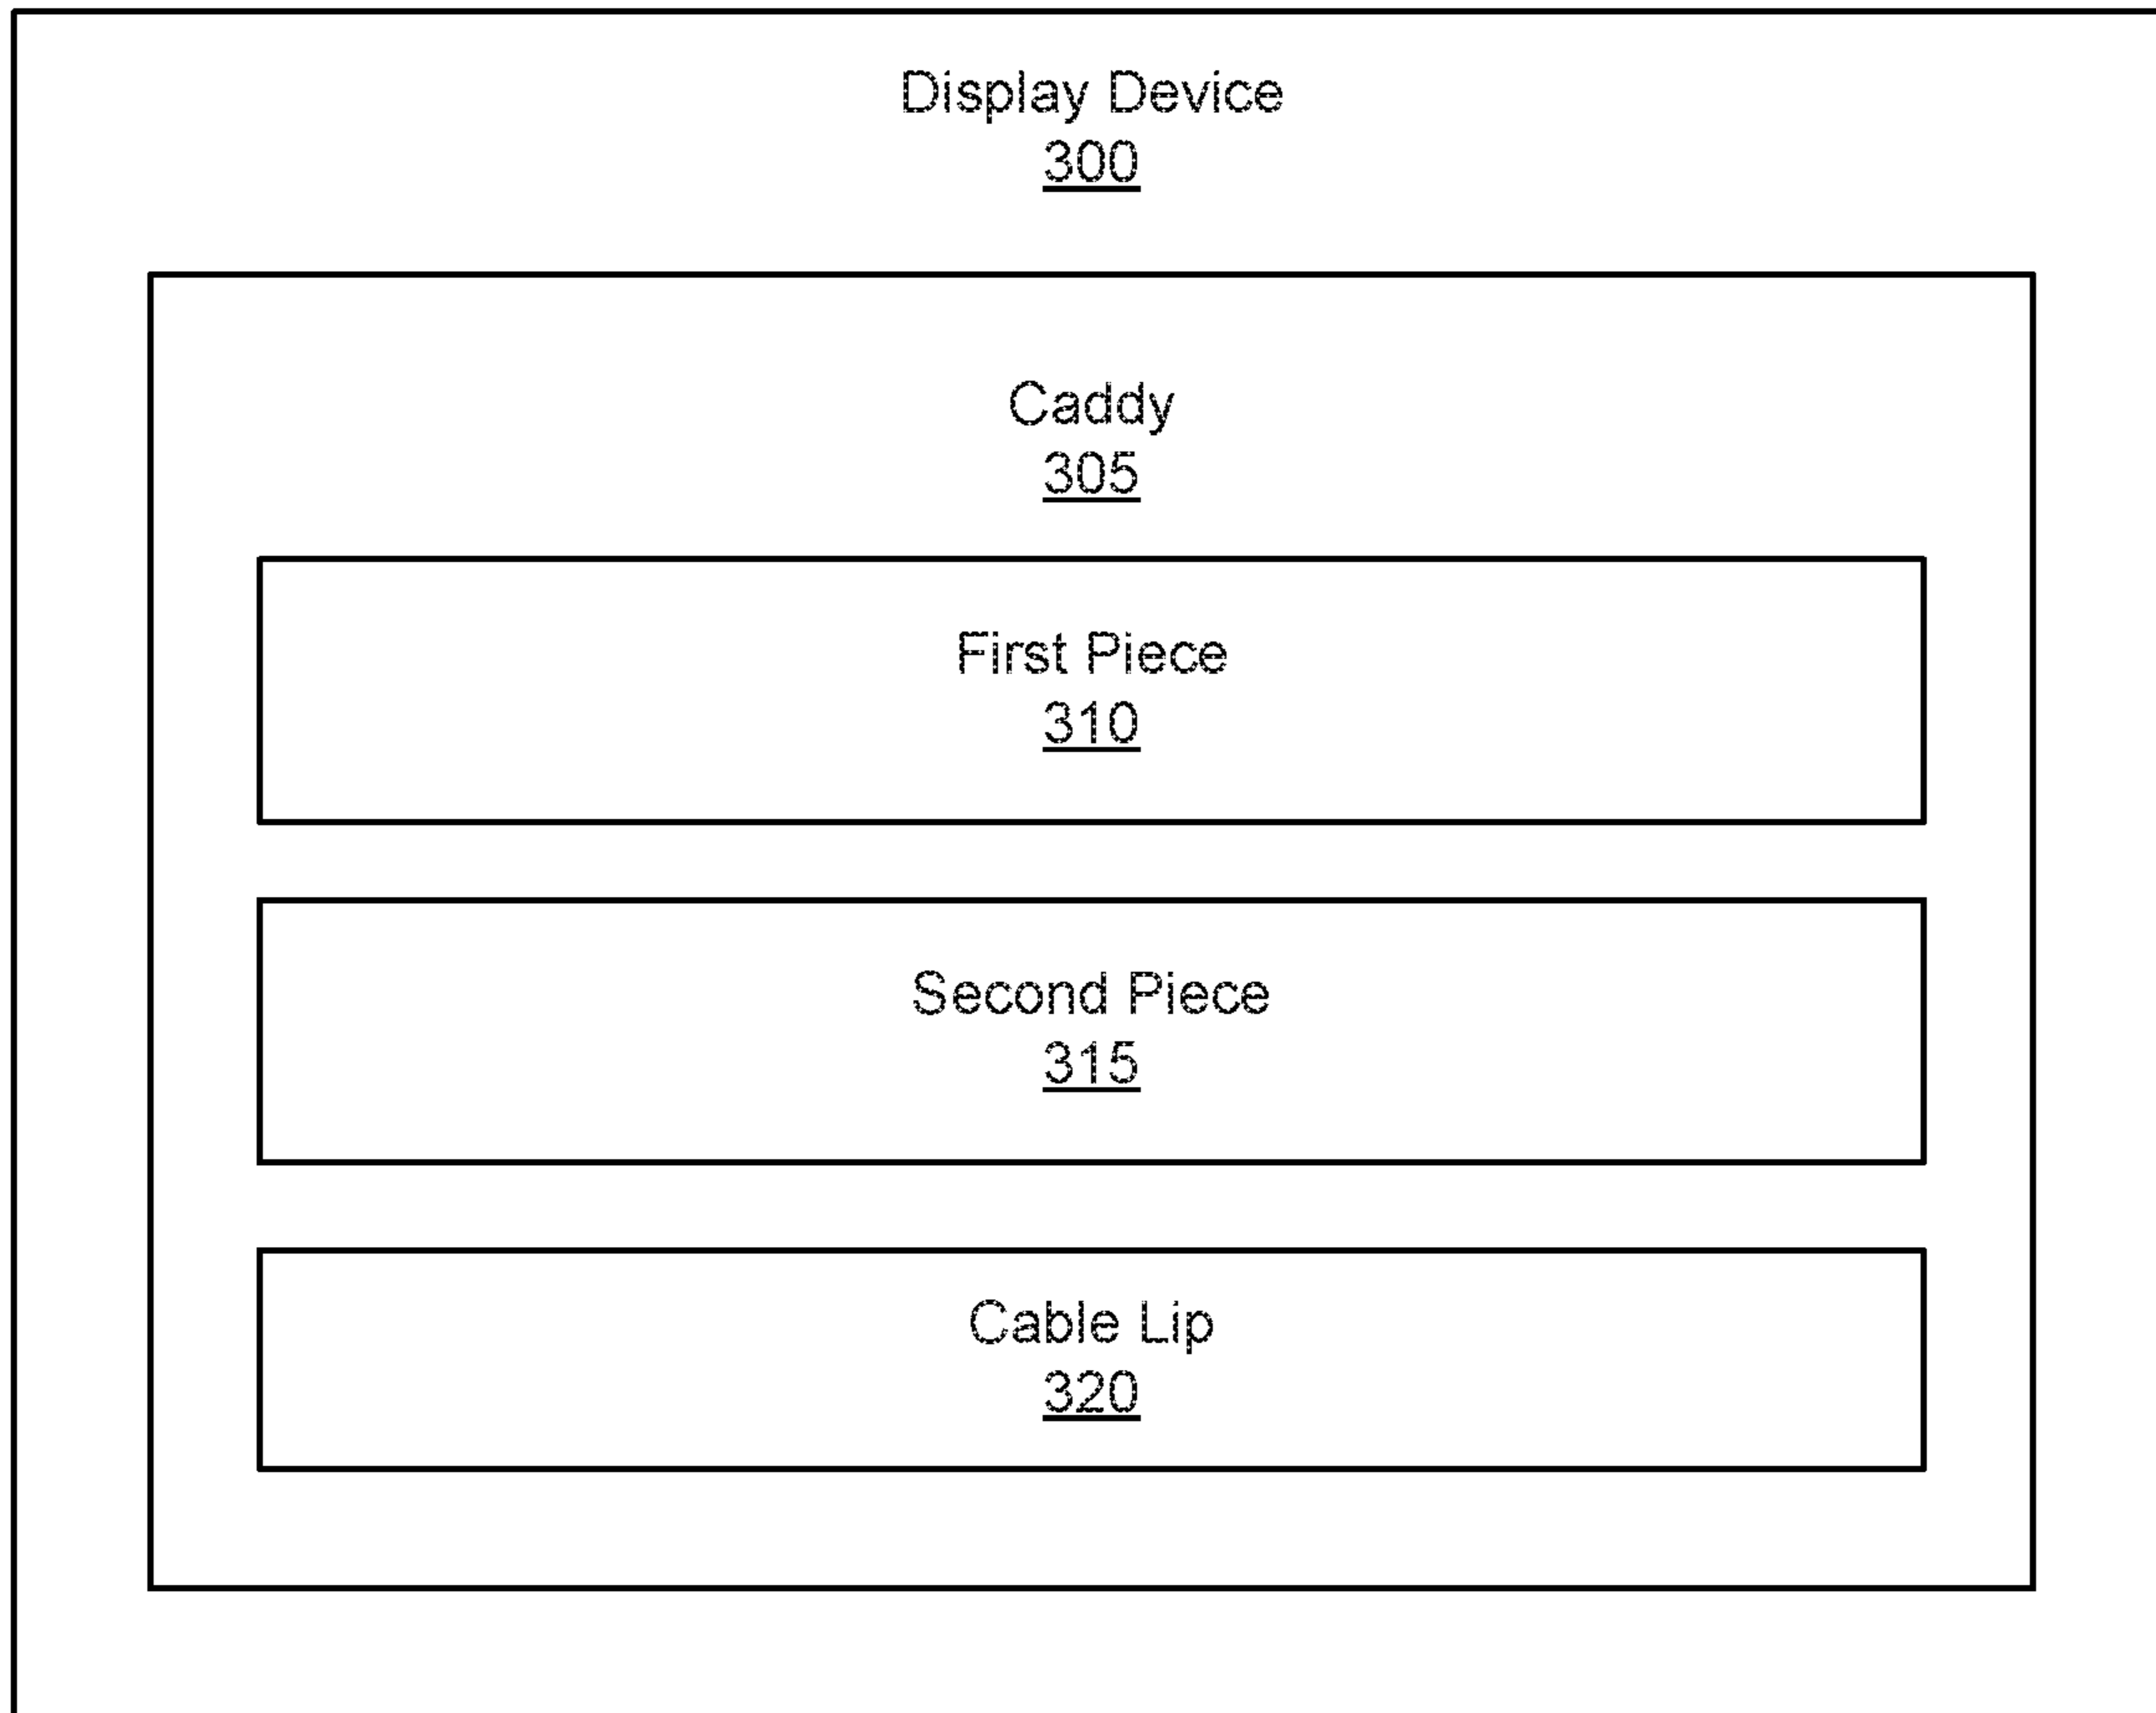 Display Device
300
Caddy
305
First Piece
310
Second Piece
315
Cable Lip
320